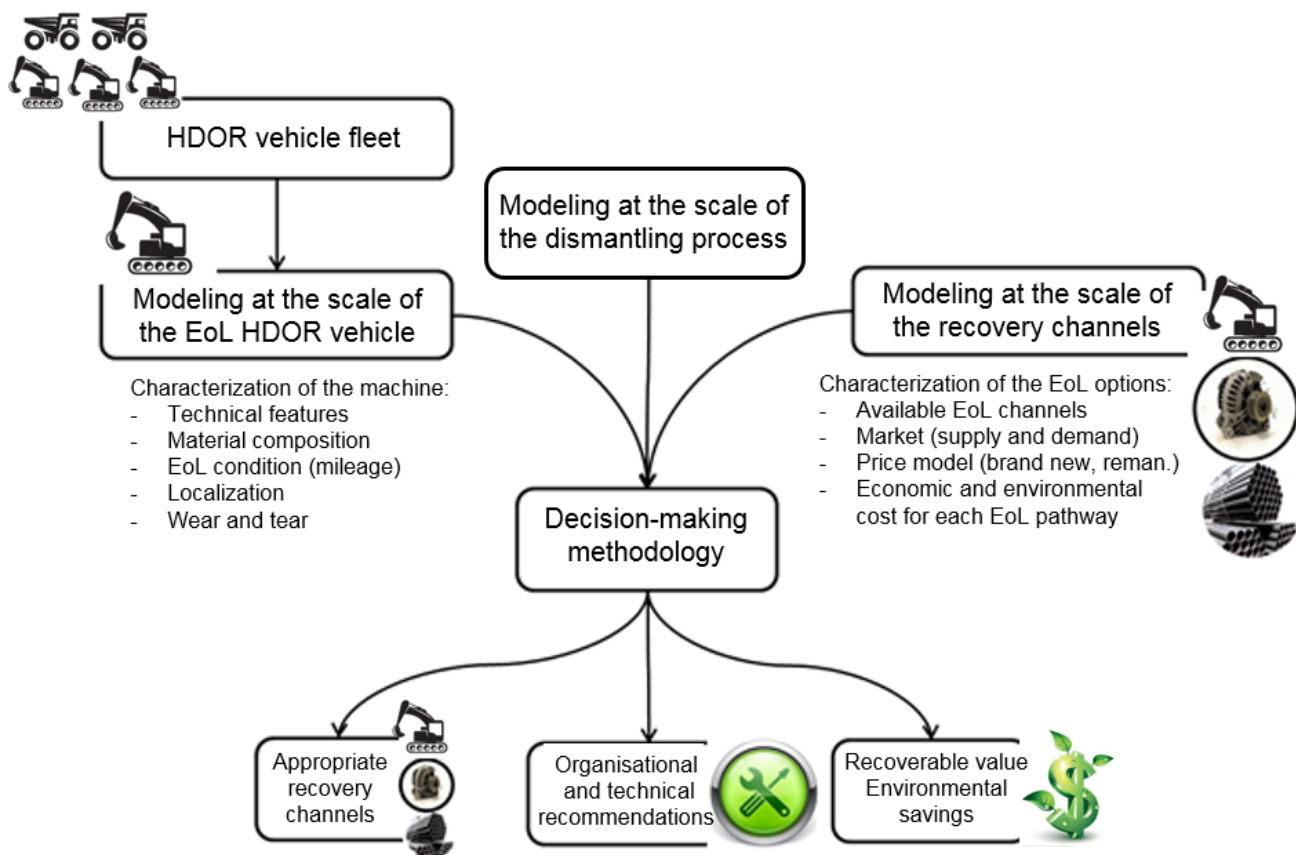 HDOR vehicle fleet
Modeling at the scale of
the dismantling process
Modeling at the scale of
the EoL HDOR vehicle
Modeling at the scale of
the recovery channels
Characterization of the machine:
- Technical features
- Material composition
- EoL condition (mileage)
- Localization
- Wear and tear
Characterization of the EoL options:
- Available EoL channels
- Market (supply and demand)
- Price model (brand new, reman.)
- Economic and environmental
cost for each EoL pathway
Decision-making
methodology
Appropriate
recovery
channels
Organisational
and technical
recommendations
Recoverable value
Environmental
savings